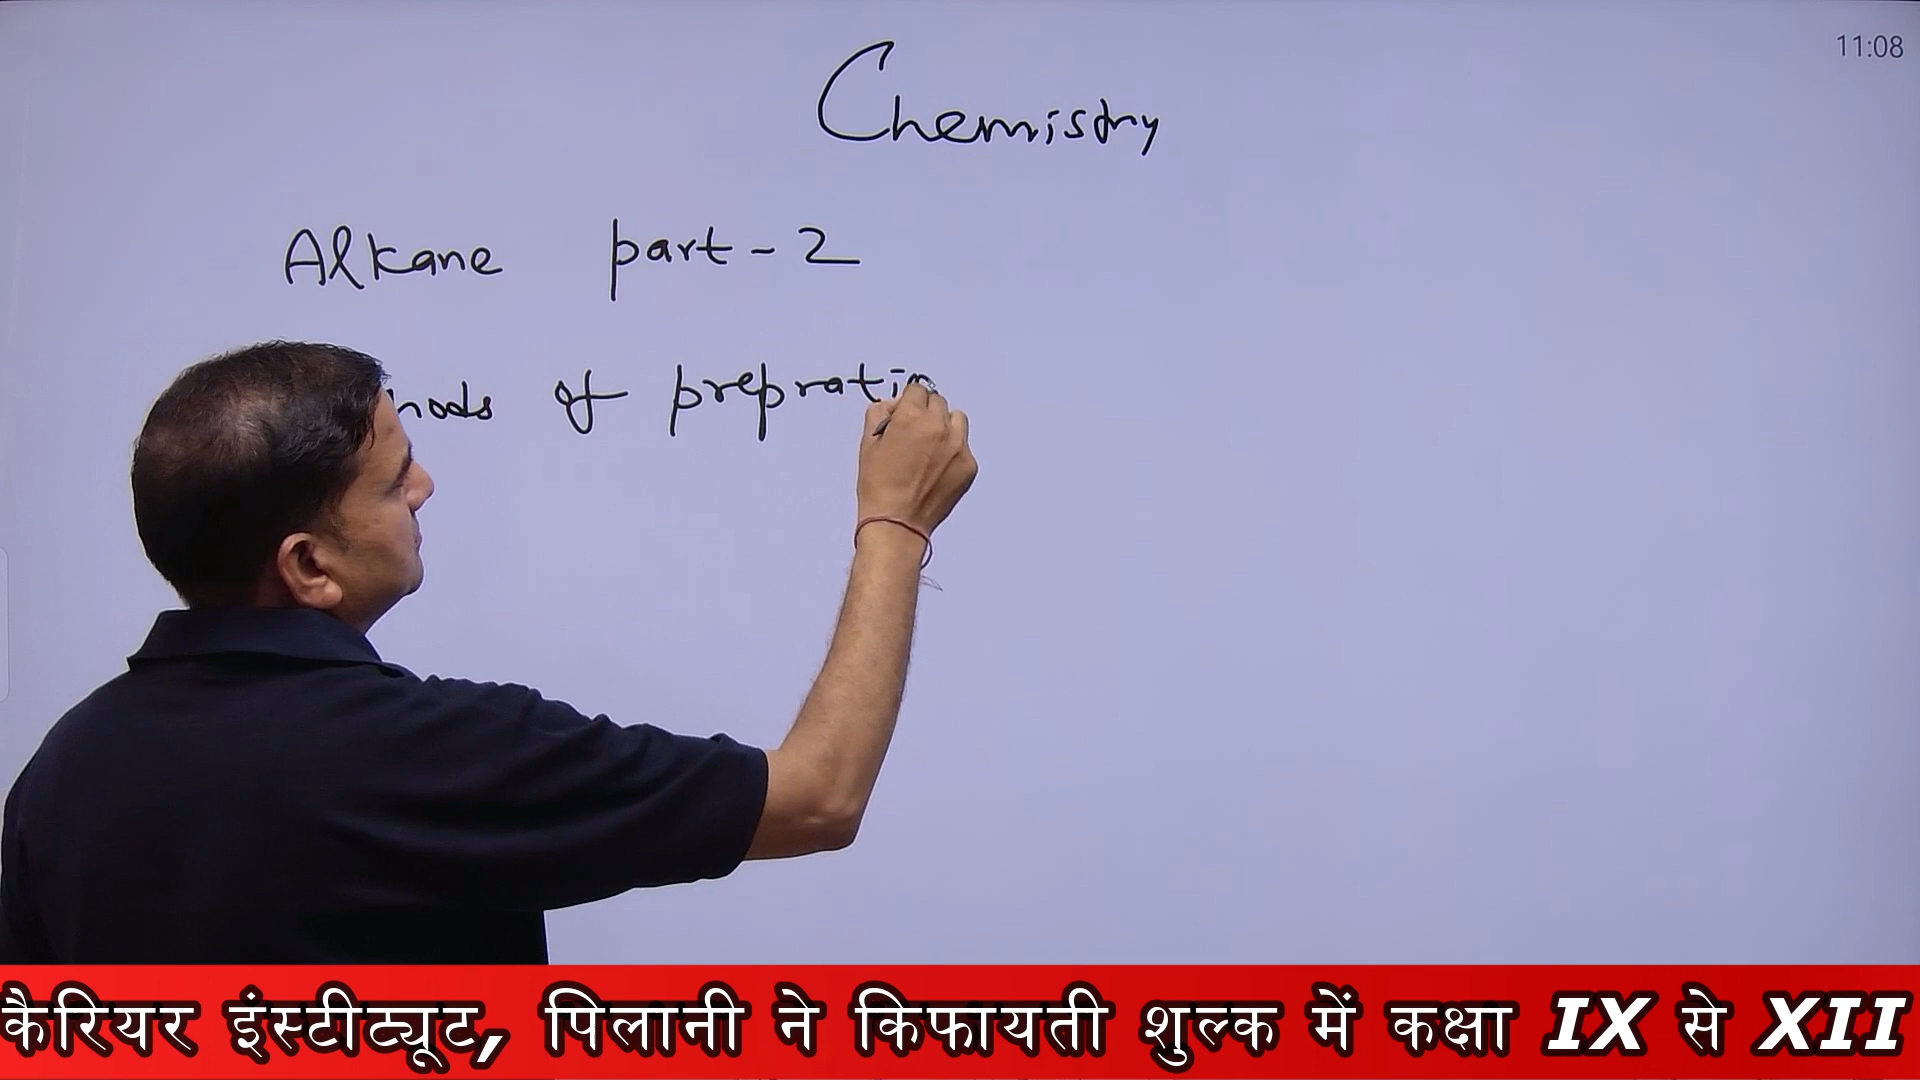 11:08
Chemistry
Alkane part - 2
hods of prepratio
कैरियर इंस्टीट्यूट, पिलानी ने किफायती शुल्क में कक्षा IX से XII